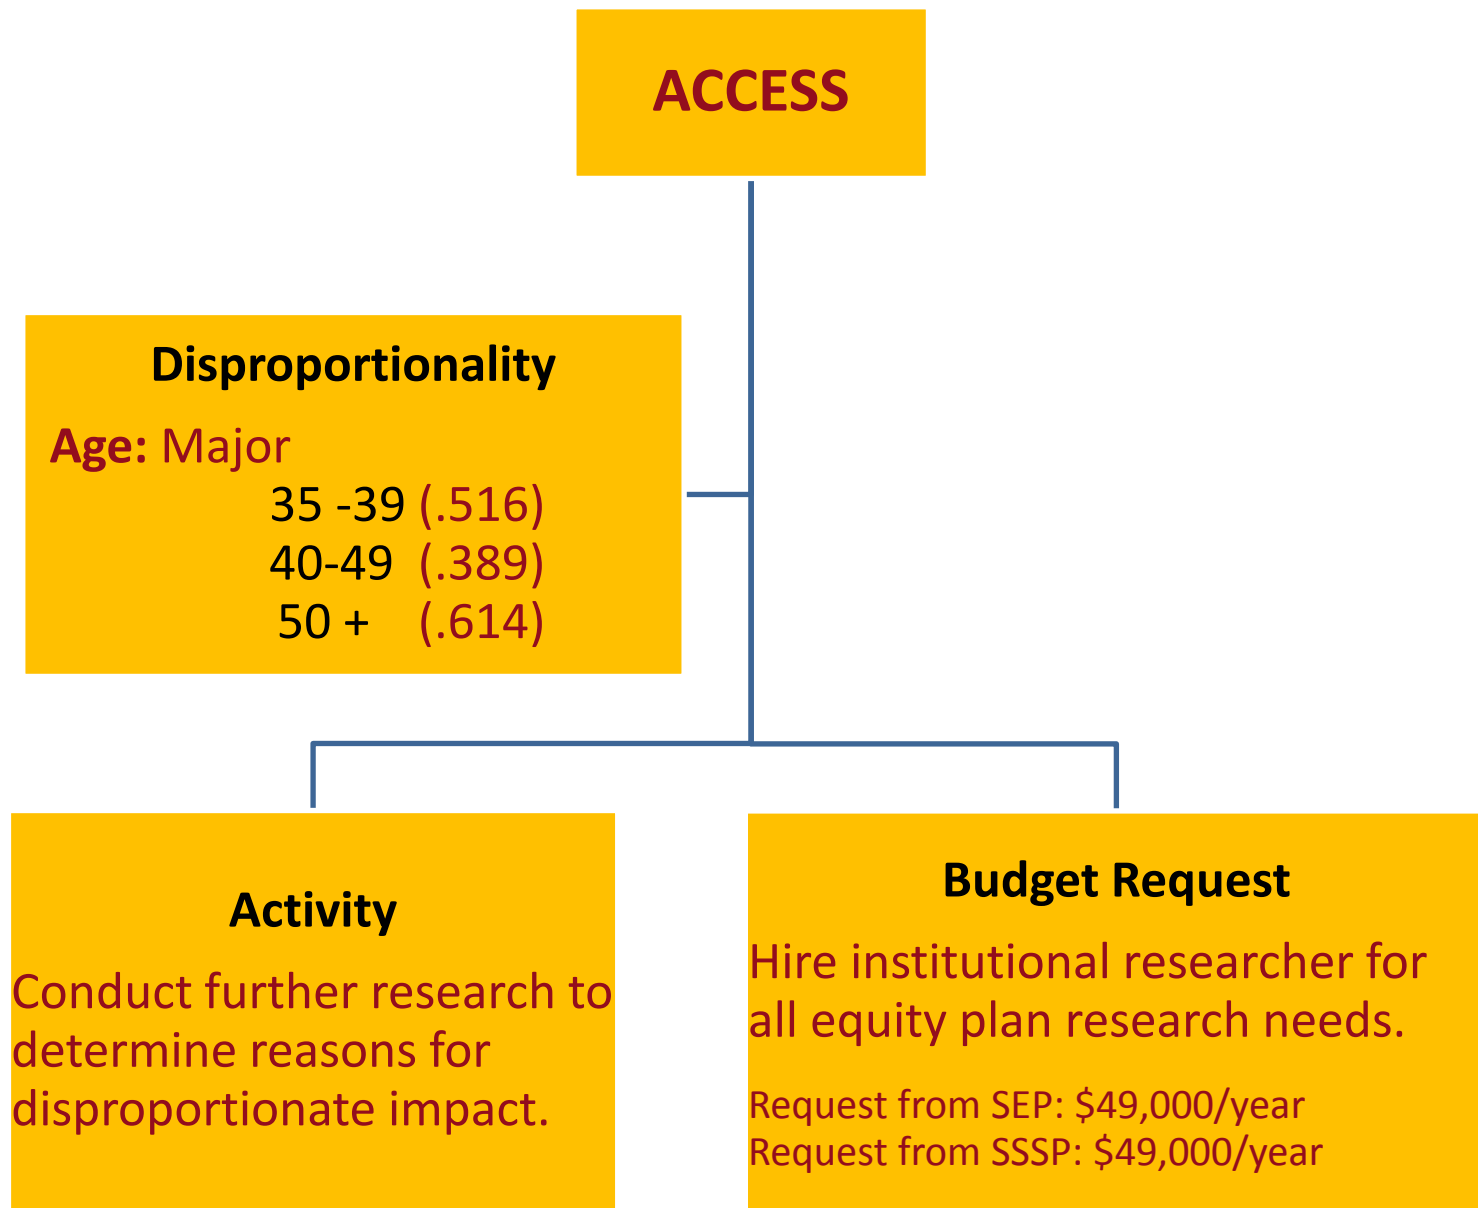 ACCESS
Disproportionality
Age: Major
35 -39 (.516)
40-49 (.389)
50 + (.614)
Activity
Conduct further research to
determine reasons for
disproportionate impact.
Budget Request
Hire institutional researcher for
all equity plan research needs.
Request from SEP: $49,000/year
Request from SSSP: $49,000/year